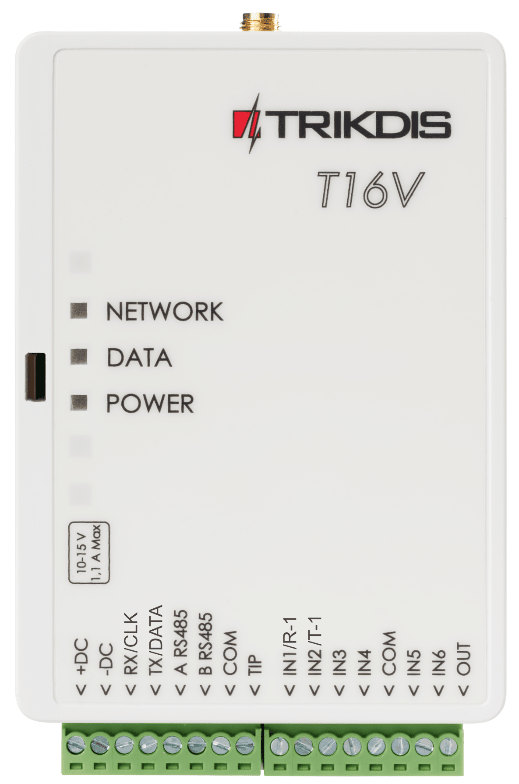 TRIKDIS
T16V
NETWORK
DATA
POWER
10-15 V
1,1 A Max
< +DC
< -DC
< RX/CLK
< TX/DATA
< A RS485
< B RS485
< COM
< TIP
< IN1/R-1
< IN2/T-1
< IN3
< IN4
< COM
< IN5
< IN6
< OUT